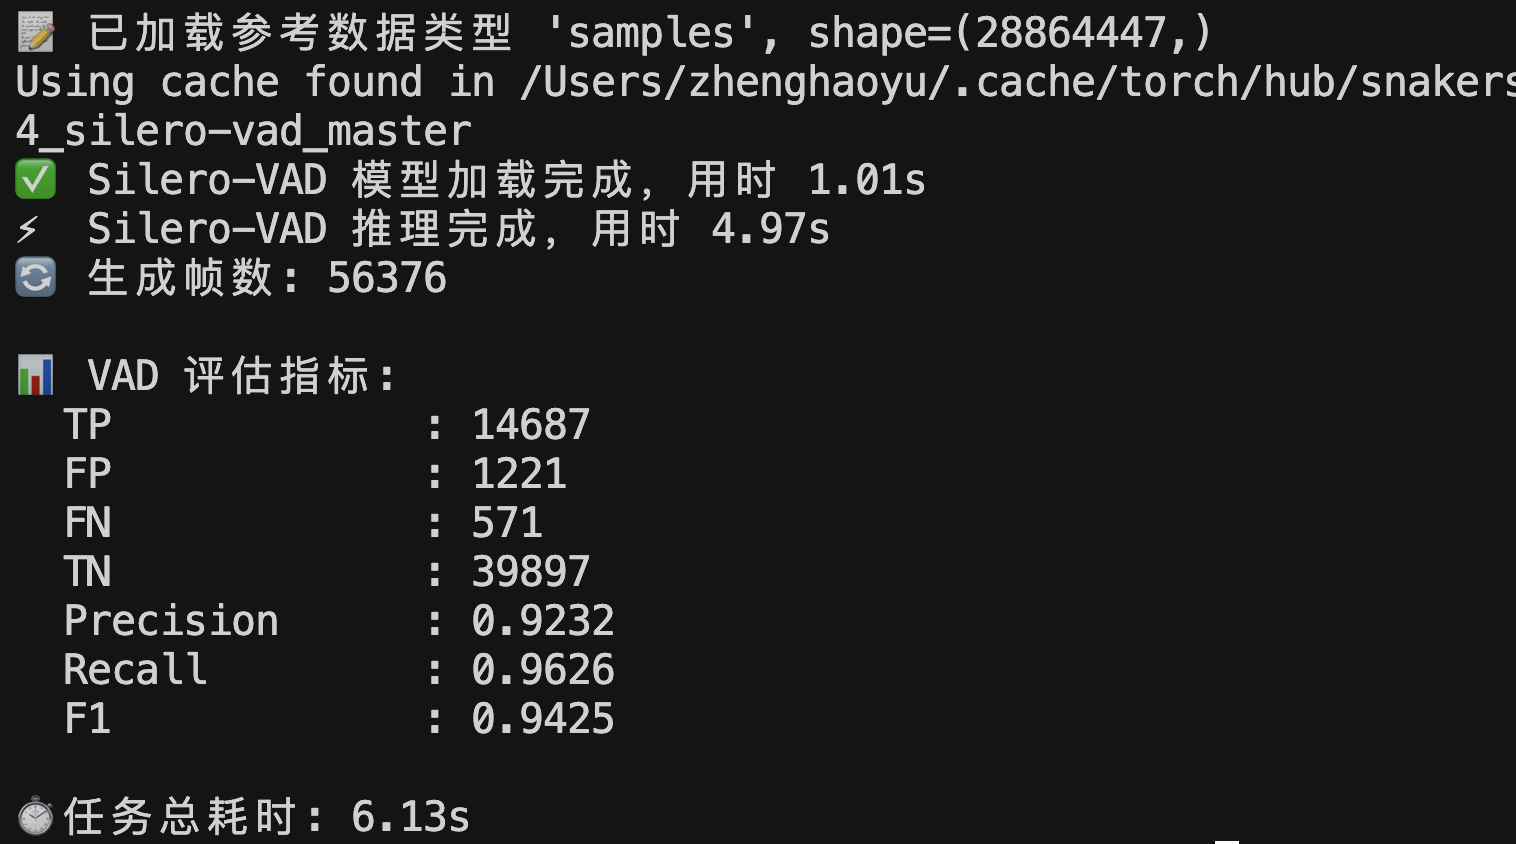 📝 已加载参考数据类型 'samples', shape=(28864447,)
Using cache found in /Users/zhenghaoyu/.cache/torch/hub/snakers
4_silero-vad_master
✅ Silero-VAD 模型加载完成, 用时 1.01s
⚡ Silero-VAD 推理完成, 用时 4.97s
🔄 生成帧数: 56376
📊 VAD 评估指标:
TP : 14687
FP : 1221
FN : 571
TN : 39897
Precision : 0.9232
Recall : 0.9626
F1 : 0.9425
⏱️任务总耗时: 6.13s